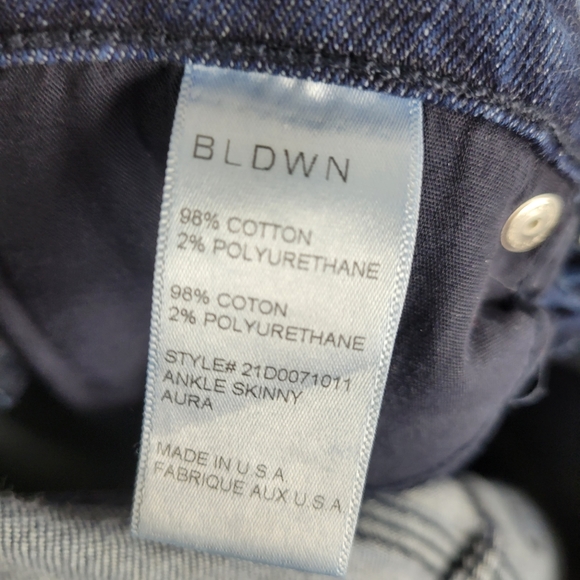 BLDWN
98% COTTON
2% POLYURETHANE
98% COTON
2% POLYURETHANE
STYLE# 21D0071011
ANKLE SKINNY
AURA
MADE IN U.S.A
FABRIQUE AUX U.S.A